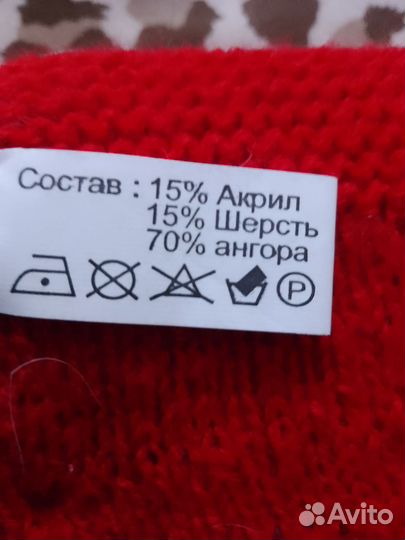 Состав : 15% Акрил
15% Шерсть
70% ангора
P
Avito